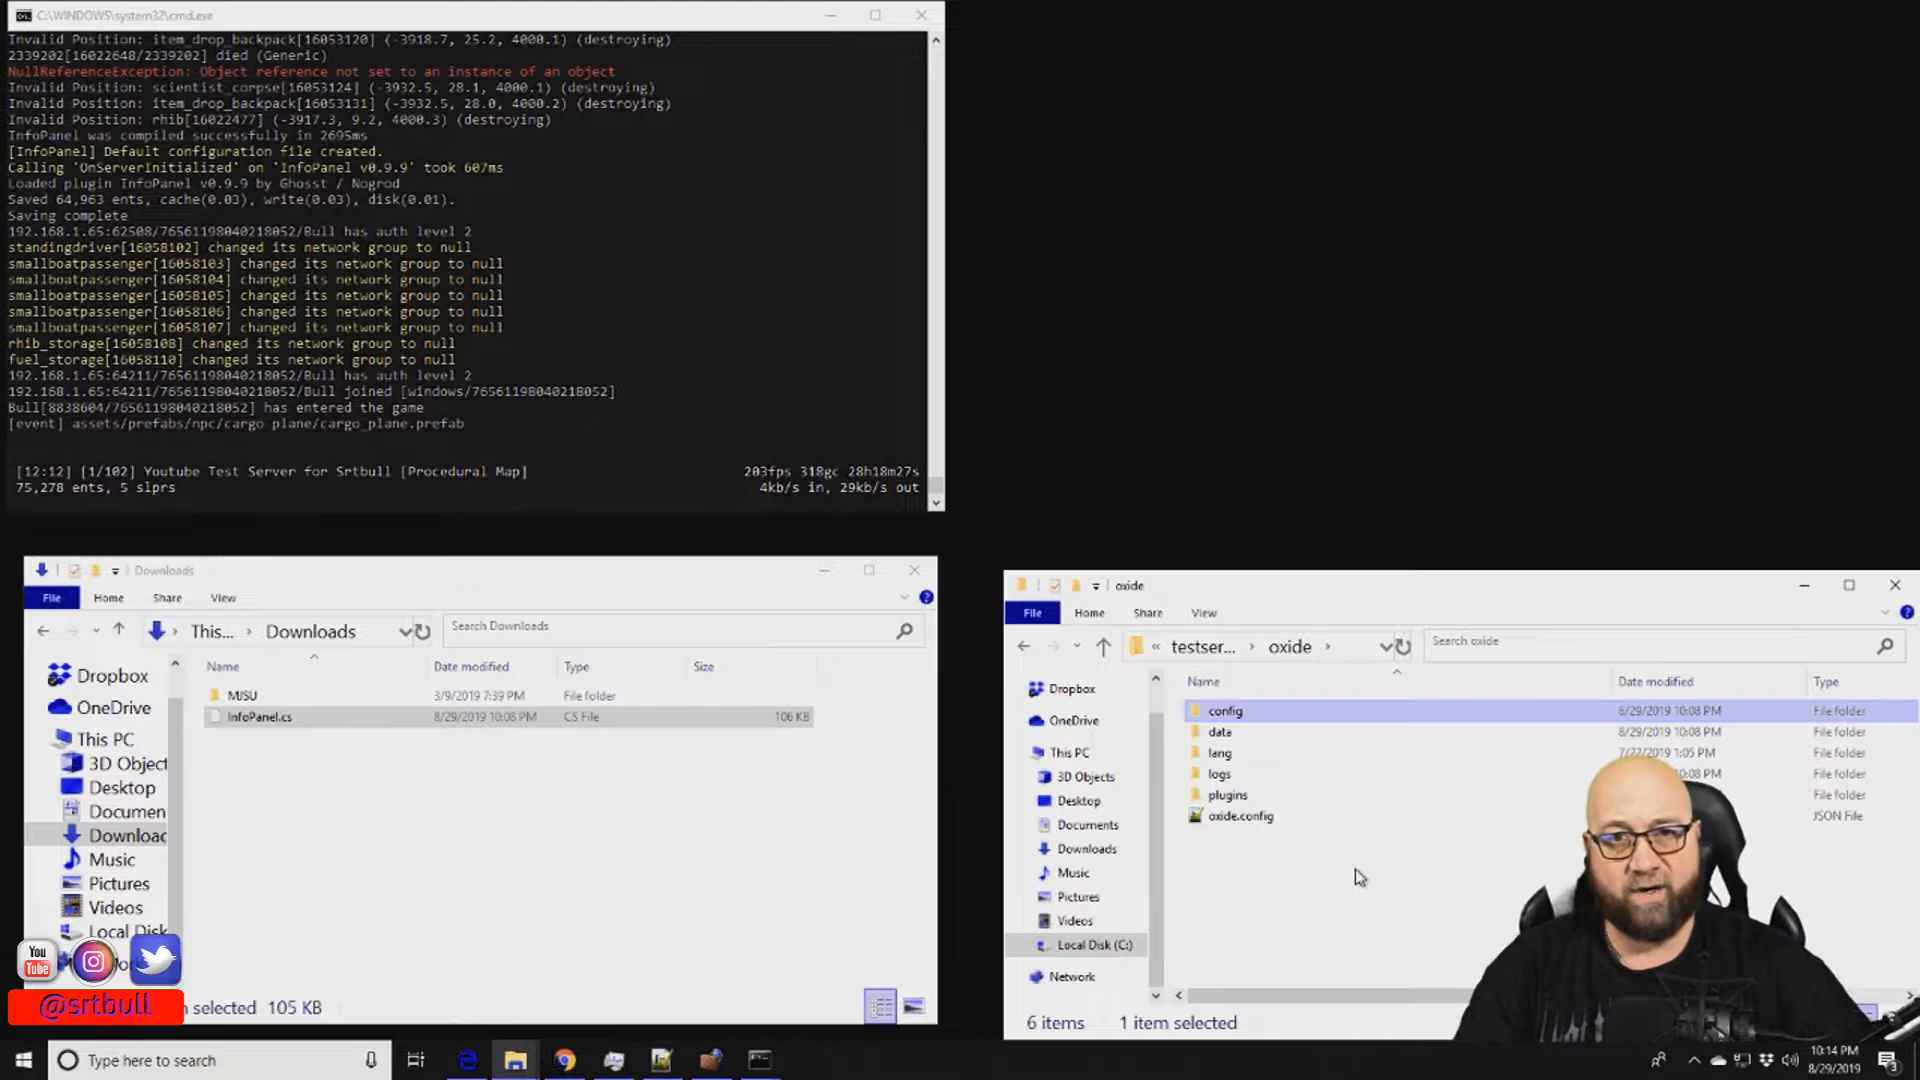 C:\WINDOWS\system32\cmd.exe
Invalid Position: item_drop_backpack[16053120] (-3918.7, 25.2, 4000.1) (destroying)
2339202[16022648/2339202] died (Generic)
NullReferenceException: Object reference not set to an instance of an object
Invalid Position: scientist_corpse[16053124] (-3932.5, 28.1, 4000.1) (destroying)
Invalid Position: item_drop_backpack[16053131] (-3932.5, 28.0, 4000.2) (destroying)
Invalid Position: rhib[16022477] (-3917.3, 9.2, 4000.3) (destroying)
InfoPanel was compiled successfully in 2695ms
[InfoPanel] Default configuration file created.
Calling 'OnServerInitialized' on 'InfoPanel v0.9.9' took 607ms
Loaded plugin InfoPanel v0.9.9 by Ghosst / Nogrod
Saved 64,963 ents, cache(0.03), write(0.03), disk(0.01).
Saving complete
192.168.1.65:62508/76561198040218052/Bull has auth level 2
standingdriver[16058102] changed its network group to null
smallboatpassenger[16058103] changed its network group to null
smallboatpassenger[16058104] changed its network group to null
smallboatpassenger[16058105] changed its network group to null
smallboatpassenger[16058106] changed its network group to null
smallboatpassenger[16058107] changed its network group to null
rhib_storage[16058108] changed its network group to null
fuel_storage[16058110] changed its network group to null
192.168.1.65:64211/76561198040218052/Bull has auth level 2
192.168.1.65:64211/76561198040218052/Bull joined [windows/76561198040218052]
Bull[8838604/76561198040218052] has entered the game
[event] assets/prefabs/npc/cargo plane/cargo_plane.prefab
[12:12] [1/102] Youtube Test Server for Srtbull [Procedural Map] 203fps 318gc 28h18m27s
75,278 ents, 5 slprs 4kb/s in, 29kb/s out
Downloads
File Home Share View
This... Downloads Search Downloads
Name Date modified Type Size
MJSU 3/9/2019 7:39 PM File folder
InfoPanel.cs 8/29/2019 10:08 PM CS File 106 KB
Dropbox
OneDrive
This PC
3D Object
Desktop
Documen
Downloac
Music
Pictures
Videos
Local Disk
You
Tube
@srtbull
selected 105 KB
oxide
File Home Share View
« testser... oxide Search oxide
Name Date modified Type
config 8/29/2019 10:08 PM File folder
data 8/29/2019 10:08 PM File folder
lang 7/22/2019 1:05 PM File folder
logs :08 PM File folder
plugins File folder
oxide.config JSON File
Dropbox
OneDrive
This PC
3D Objects
Desktop
Documents
Downloads
Music
Pictures
Videos
Local Disk (C:)
Network
6 items 1 item selected
Type here to search
10:14 PM
8/29/2019
3